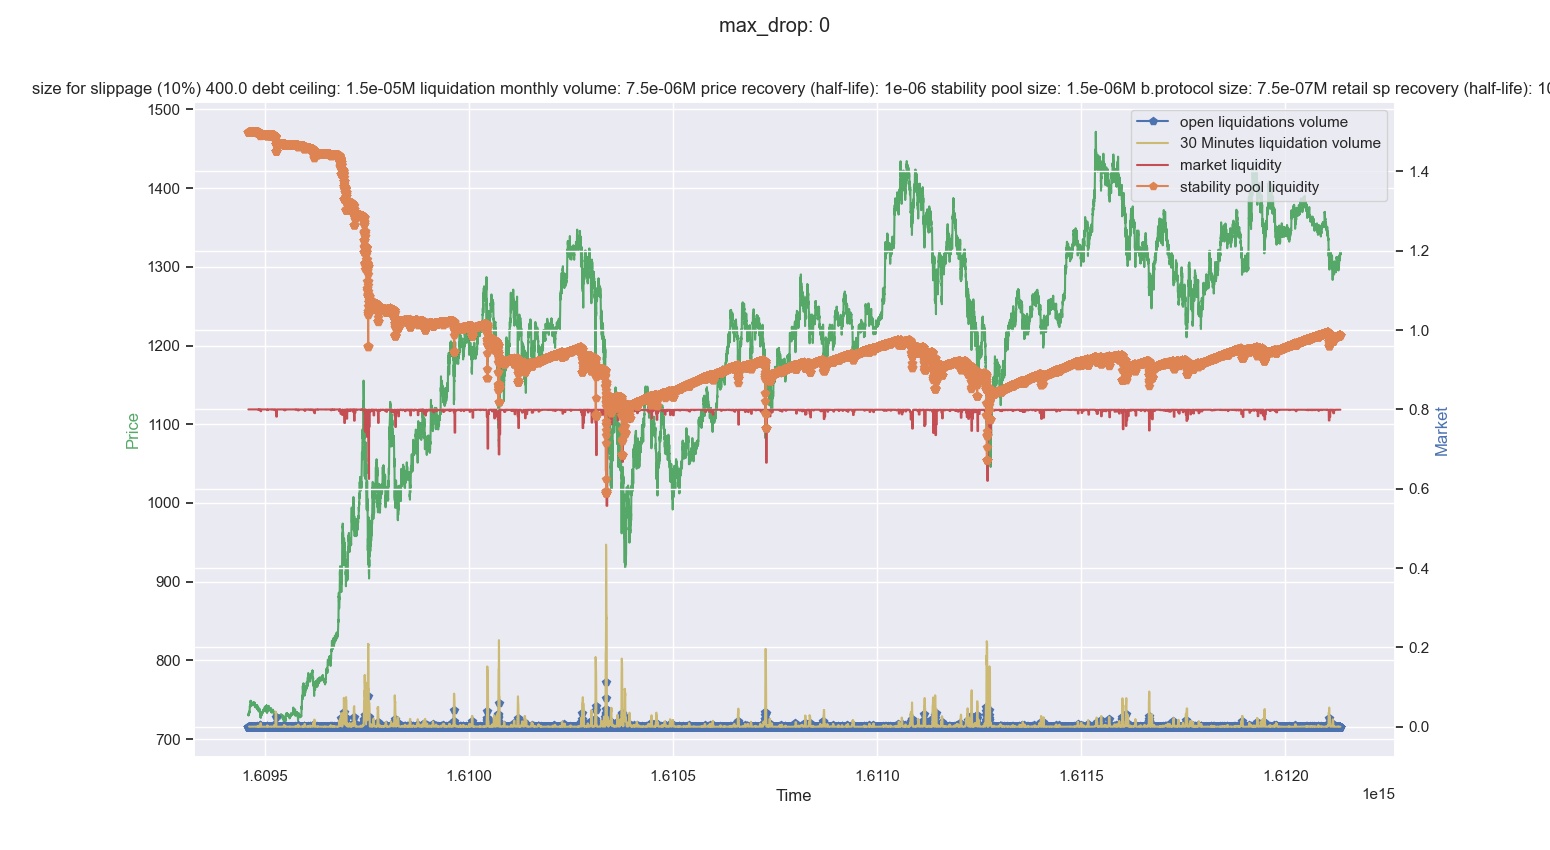 max_drop: 0
size for slippage (10%) 400.0 debt ceiling: 1.5e-05M liquidation monthly volume: 7.5e-06M price recovery (half-life): 1e-06 stability pool size: 1.5e-06M b.protocol size: 7.5e-07M retail sp recovery (half-life): 10
open liquidations volume
30 Minutes liquidation volume
market liquidity
stability pool liquidity
1500
1400
1300
1200
1100
1000
900
800
700
Price
1.4
1.2
1.0
0.8
0.6
0.4
0.2
0.0
Market
1.6095 1.6100 1.6105 1.6110 1.6115 1.6120
1e15
Time